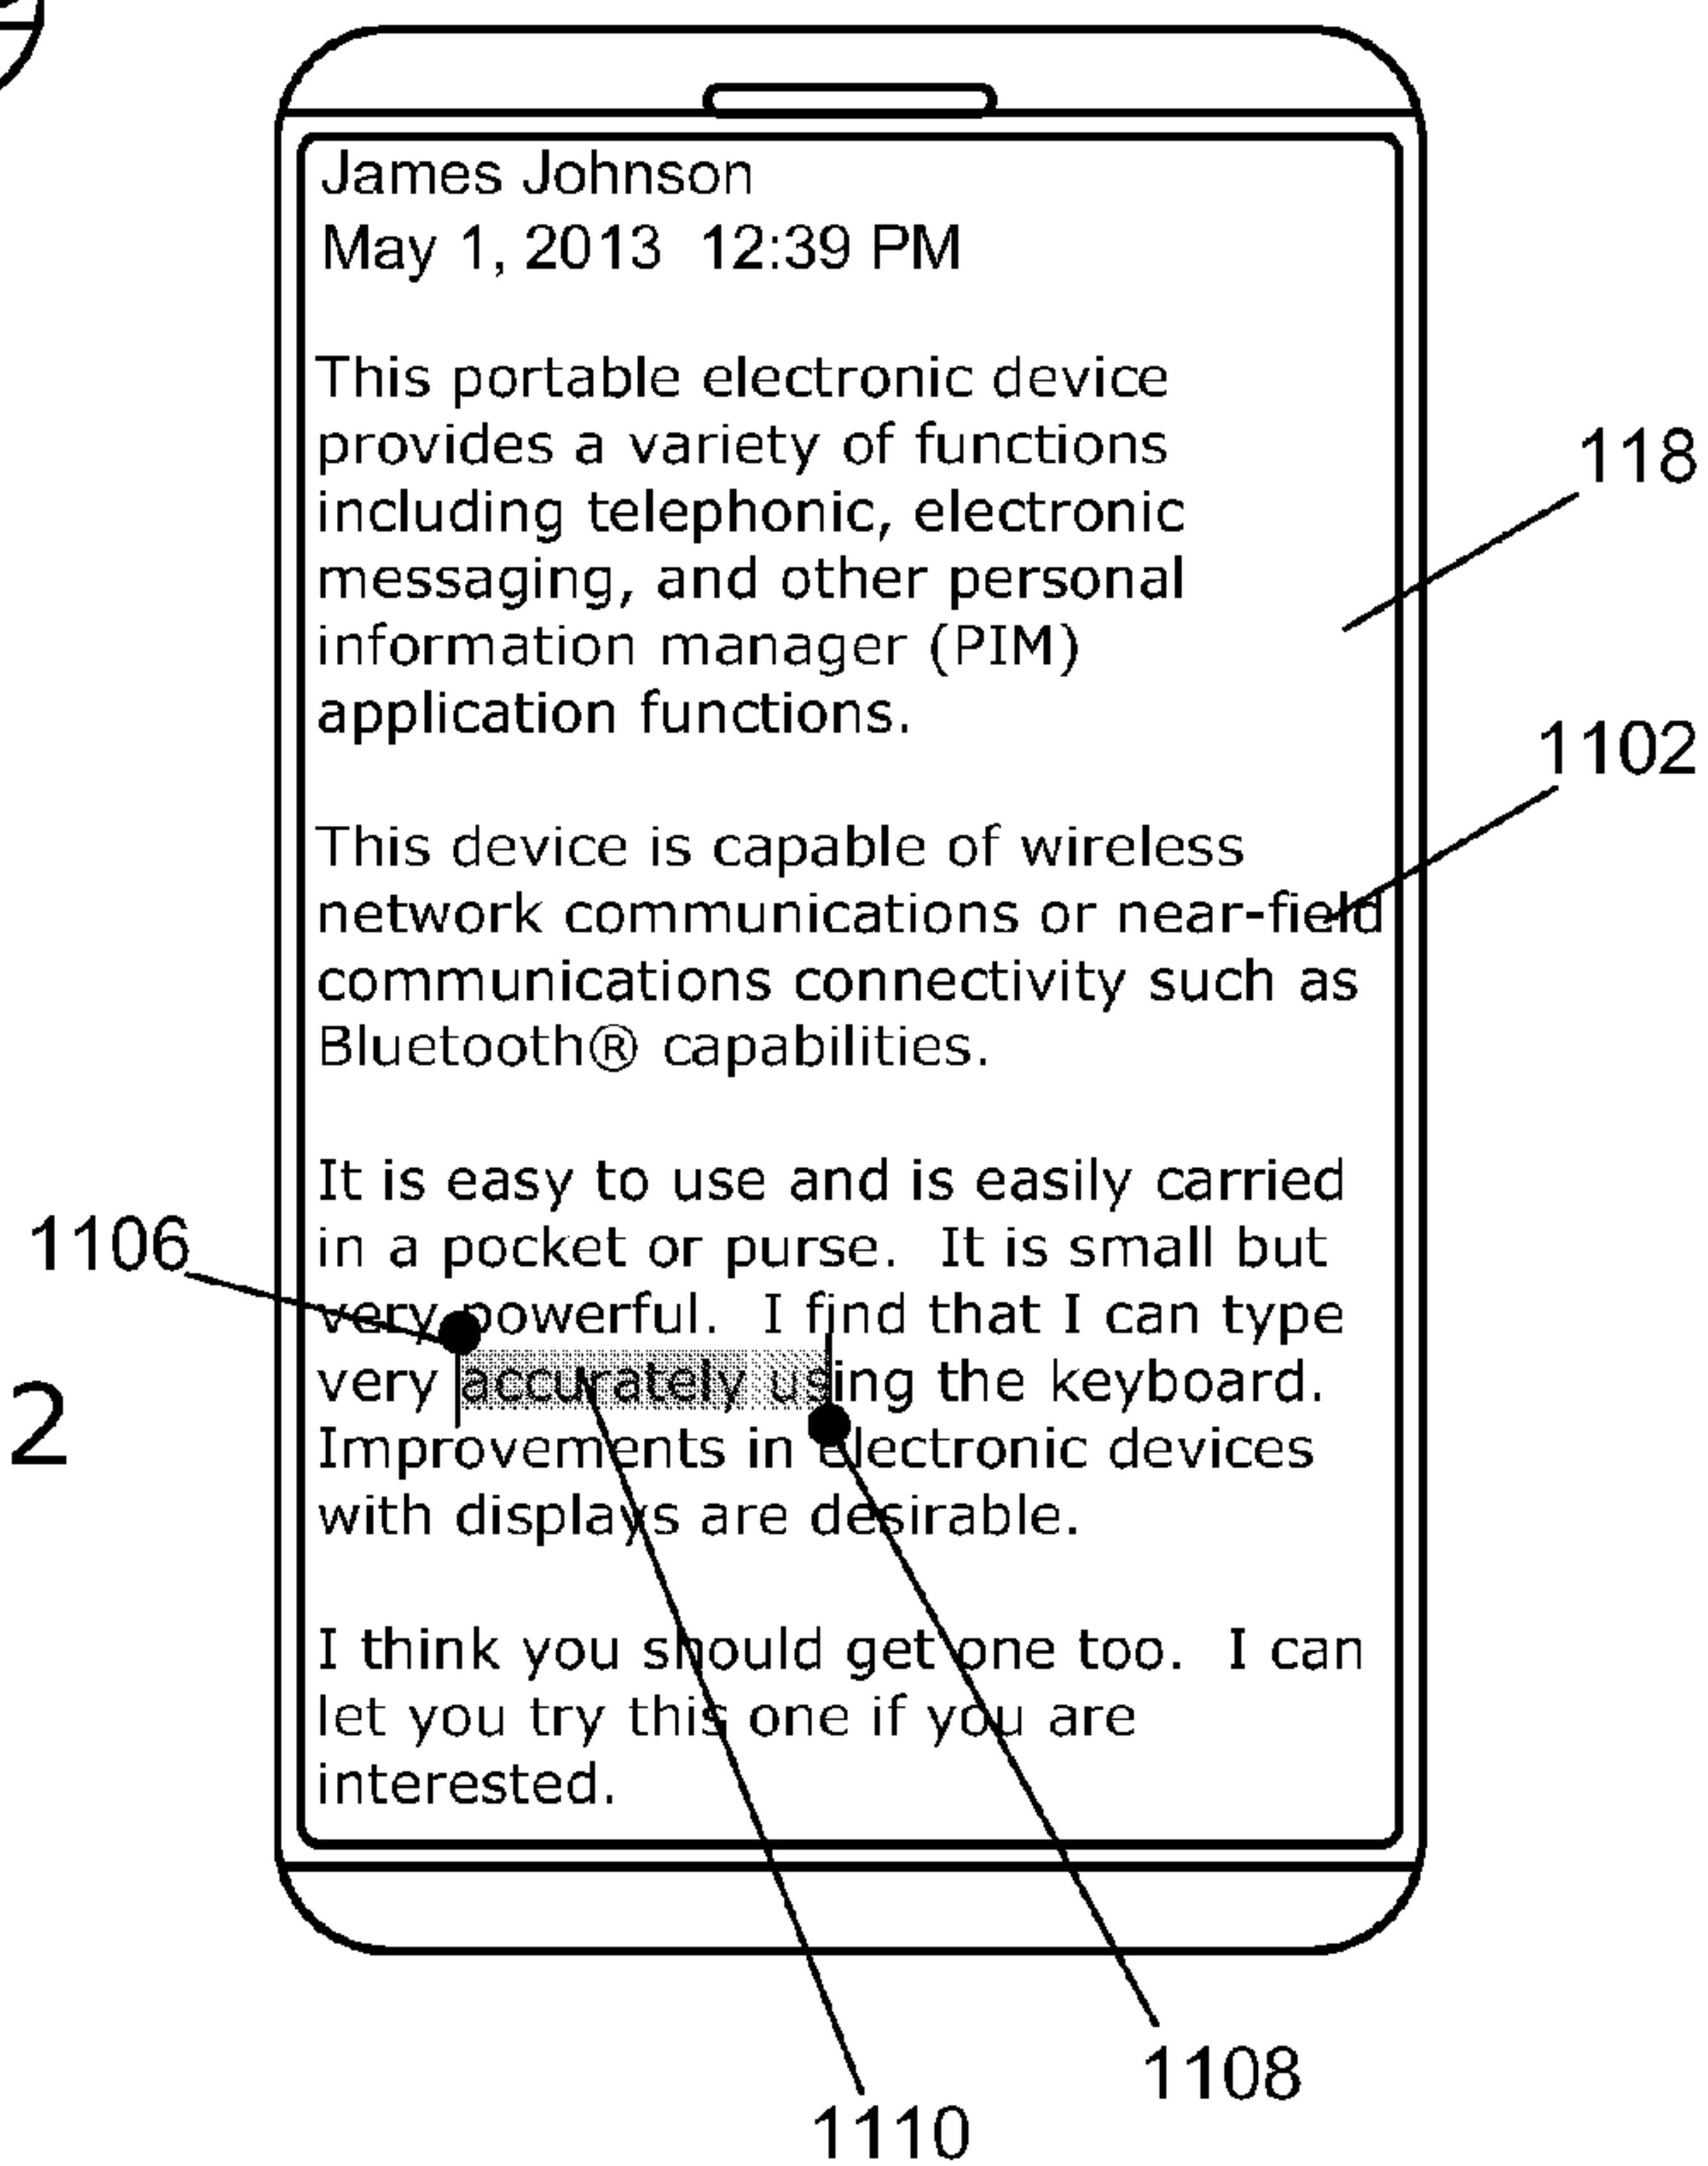 James Johnson
May 1, 2013  12:39 PM
This portable electronic device
provides a variety of functions
118
including telephonic, electronic
messaging, and other personal
information manager (PIM)
application functions.
1102
This device is capable of wireless
network communications or near-field
communications connectivity such as
Bluetooth® capabilities.
It is easy to use and is easily carried
1106
in a pocket or purse.  It is small but
very powerful.  I find that I can type
very accurately using the keyboard.
2
Improvements in electronic devices
with displays are desirable.
I think you should get one too.  I can
let you try this one if you are
interested.
1108
1110